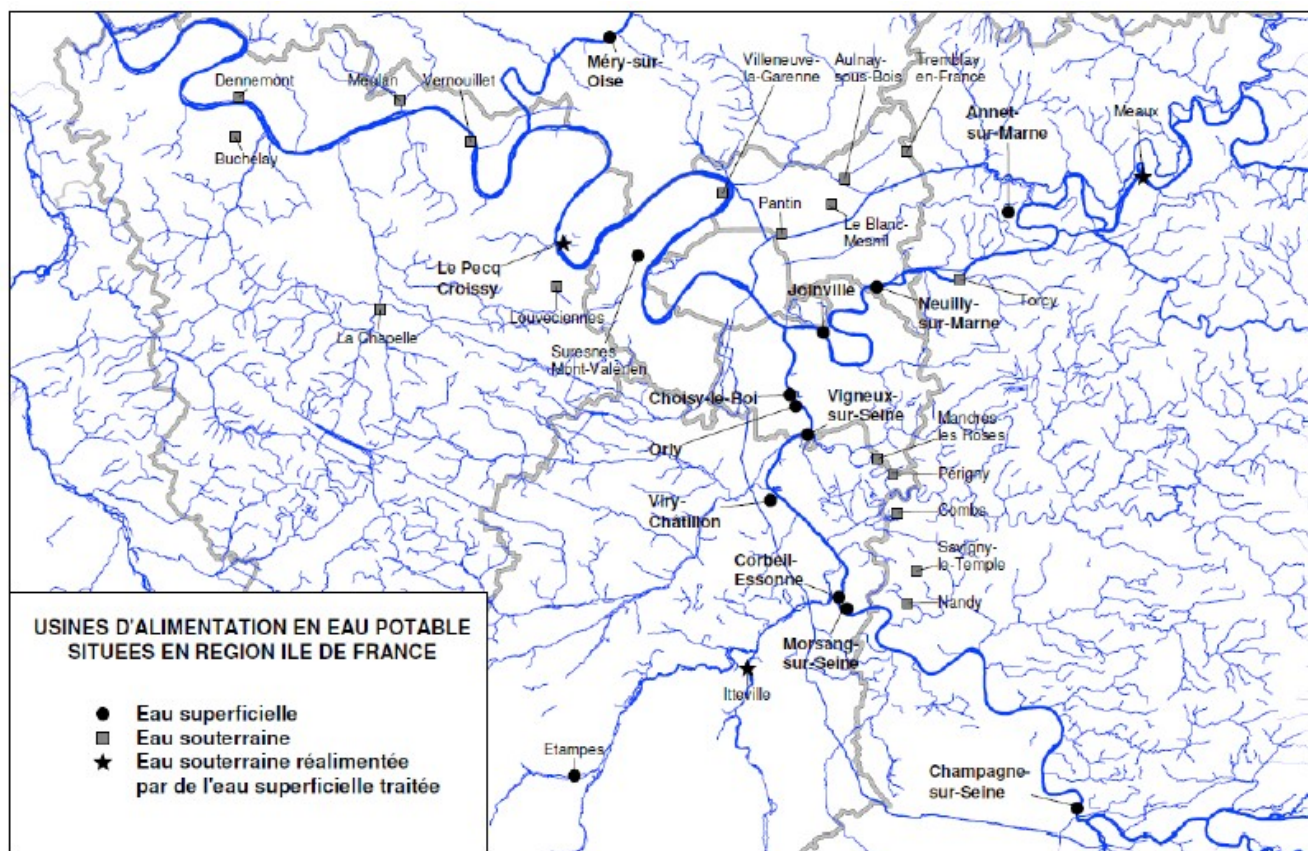 Méry-sur-
Oise
Villeneuve-
la-Garenne
Aulnay-
sous-Bois
Tremblay
en-France
Dennemont
Meulan
Vernouillet
Annet-
sur-Marne
Meaux
Buchelay
Pantin
Le Blanc-
Mesnil
Le Pecq
Croissy
Louveciennes
La Chapelle
Suresnes
Mont-Valérien
Joinville
Neuilly-
sur-Marne
Torcy
Choisy-le-Roi
Vigneux-
sur-Seine
Orly
Mandres
les Roses
Périgny
Viry-
Chatillon
Combs
Corbeil-
Essonne
Savigny-
le-Temple
Nandy
Morsang-
sur-Seine
Itteville
Etampes
Champagne-
sur-Seine
USINES D'ALIMENTATION EN EAU POTABLE
SITUEES EN REGION ILE DE FRANCE
Eau superficielle
Eau souterraine
Eau souterraine réalimentée
par de l'eau superficielle traitée